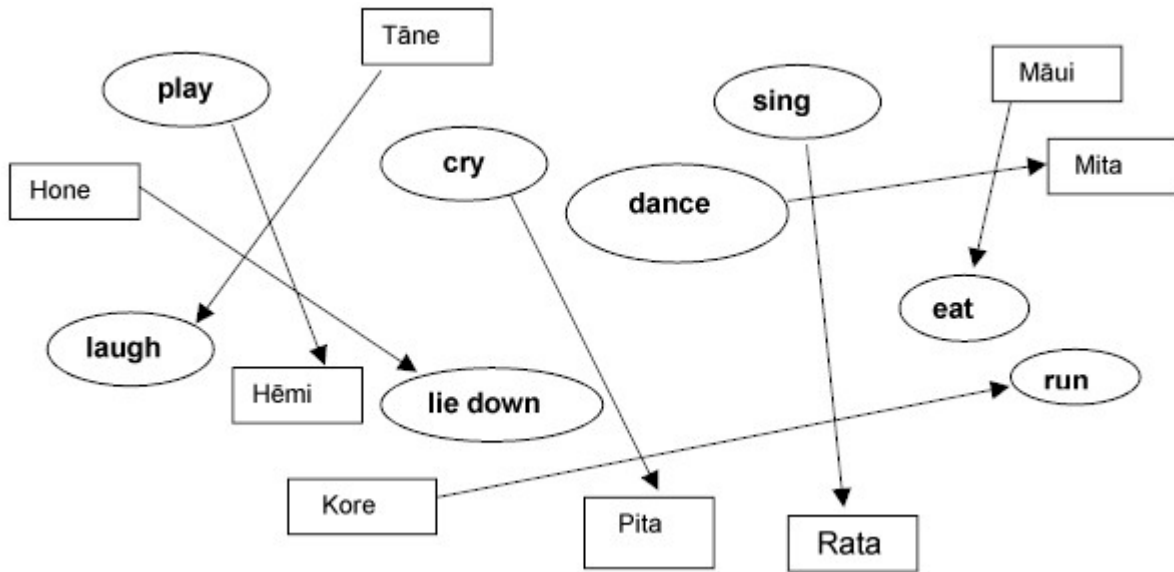 Tāne
play
sing
Māui
cry
Mita
Hone
dance
eat
laugh
run
Hēmi
lie down
Kore
Pita
Rata